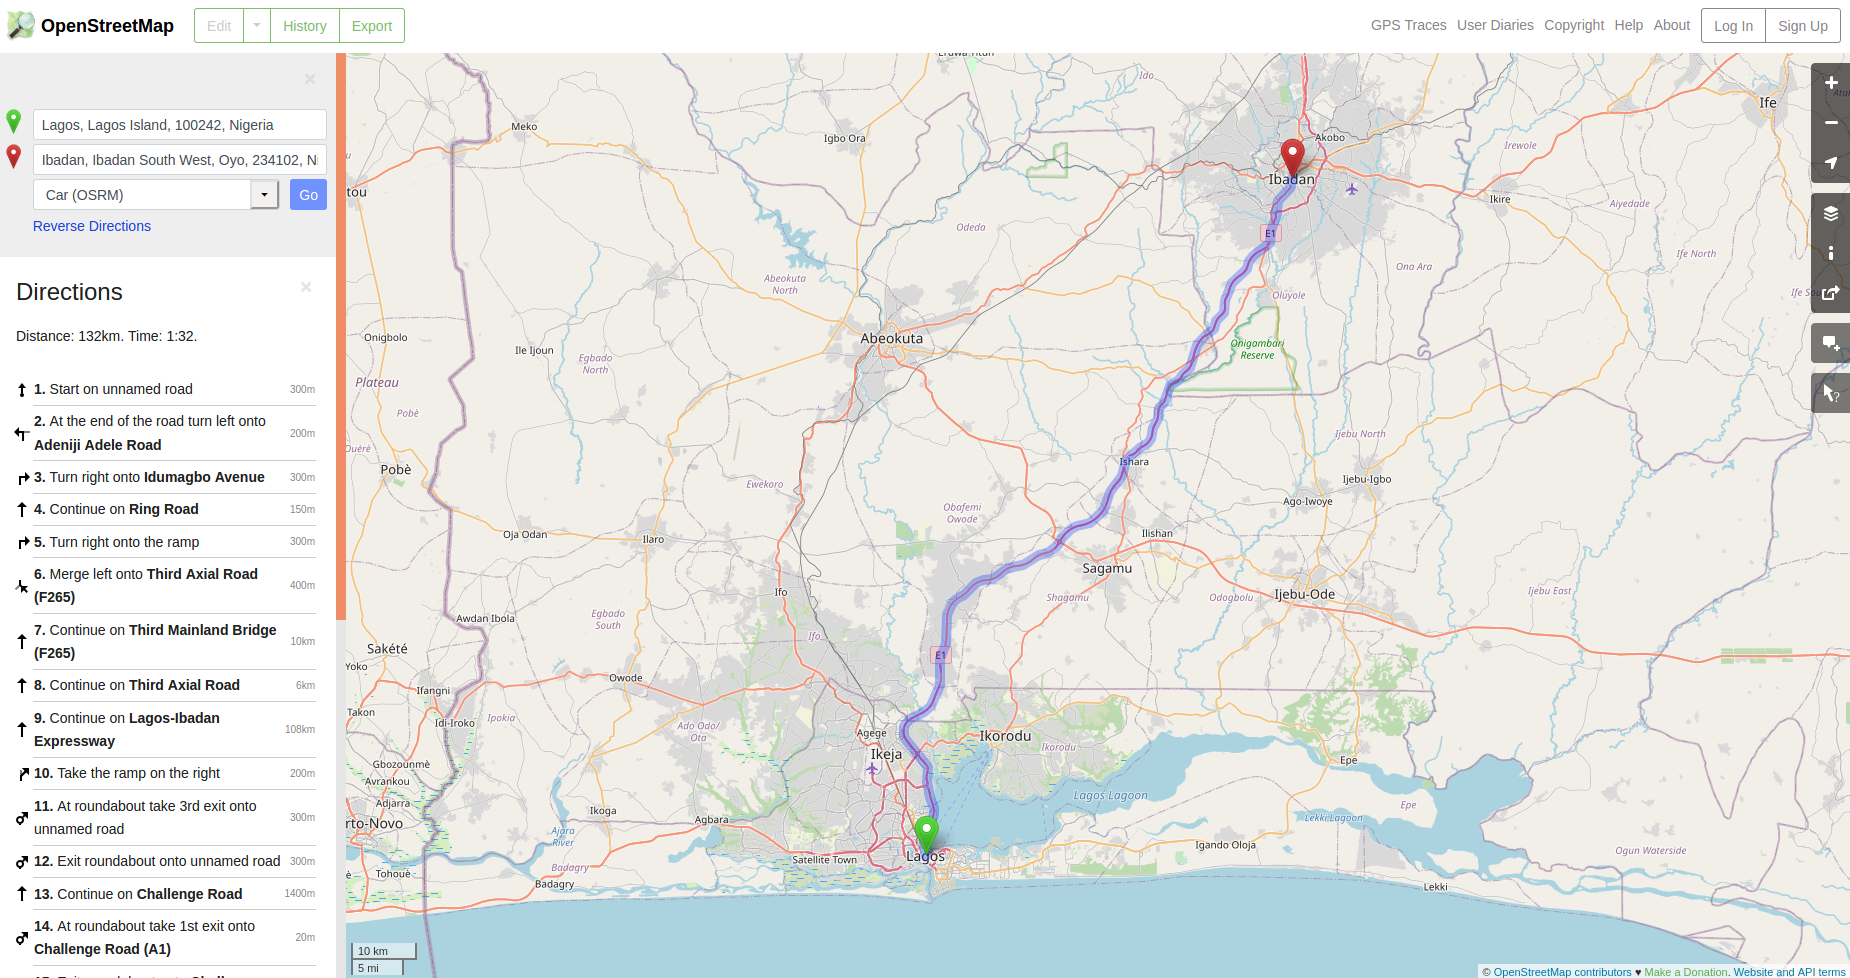 OpenStreetMap
Edit
History
Export
GPS Traces
User Diaries
Copyright
Help
About
Log In
Sign Up
Lagos, Lagos Island, 100242, Nigeria
Ibadan, Ibadan South West, Oyo, 234102, Ni
Car (OSRM)
Go
Reverse Directions
Directions
Distance: 132km. Time: 1:32.
1. Start on unnamed road 300m
2. At the end of the road turn left onto
Adeniji Adele Road 200m
3. Turn right onto Idumagbo Avenue 300m
4. Continue on Ring Road 150m
5. Turn right onto the ramp 300m
6. Merge left onto Third Axial Road
(F265) 400m
7. Continue on Third Mainland Bridge
(F265) 10km
8. Continue on Third Axial Road 6km
9. Continue on Lagos-Ibadan
Expressway 108km
10. Take the ramp on the right 200m
11. At roundabout take 3rd exit onto
unnamed road 300m
12. Exit roundabout onto unnamed road 300m
13. Continue on Challenge Road 1400m
14. At roundabout take 1st exit onto
Challenge Road (A1) 20m
Ido
Ife
Meko
Igbo Ora
Akobo
Irewole
Ibadan
tou
Ikire
Aiyedade
Odeda
E1
Ife North
Ona Ara
Abeokuta
North
Oluyole
Ife So
Onigbolo
Abeokuta
Ile Ijoun
Egbado
North
Onigambari
Reserve
Plateau
Pobè
Ijebu North
Ouèrè
Ishara
Pobè
Ewekoro
Ijebu-Igbo
Ago-Iwoye
Obafemi
Owode
Oja Odan
Ilaro
Ilishan
Sagamu
Ifo
Shagamu
Odogbolu
Ijebu-Ode
Ijebu East
Awdan Ibola
Egbado
South
Ifo
Sakété
E1
Yoko
Owode
Ifangni
Takon
Idi-Iroko
Ipokia
Ado Odo/
Ota
Agege
Ikorodu
Ikorodu
Ikeja
Epe
Gbozounmè
Avrankou
Lagos Lagoon
Adjarra
Ikoga
Epe
rto-Novo
Agbara
Lekki Lagoon
Ajara
River
Lagos
Igando Oloja
Satellite Town
Ogun Waterside
Badagry
Tohouè
Badagry
Lekki
10 km
5 mi
© OpenStreetMap contributors ♥ Make a Donation. Website and API terms